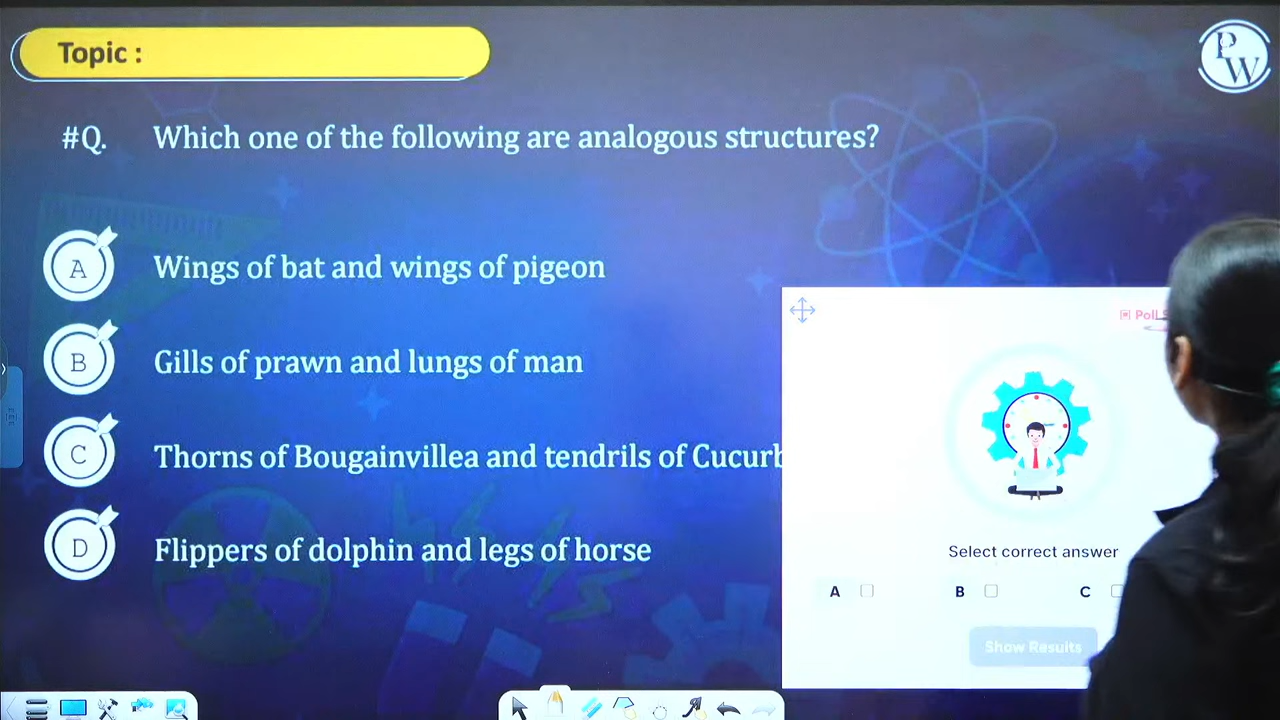 Topic :
PW
#Q. Which one of the following are analogous structures?
A Wings of bat and wings of pigeon
B Gills of prawn and lungs of man
C Thorns of Bougainvillea and tendrils of
D Flippers of dolphin and legs of horse
Poll
Select correct answer
A B C
Show Results